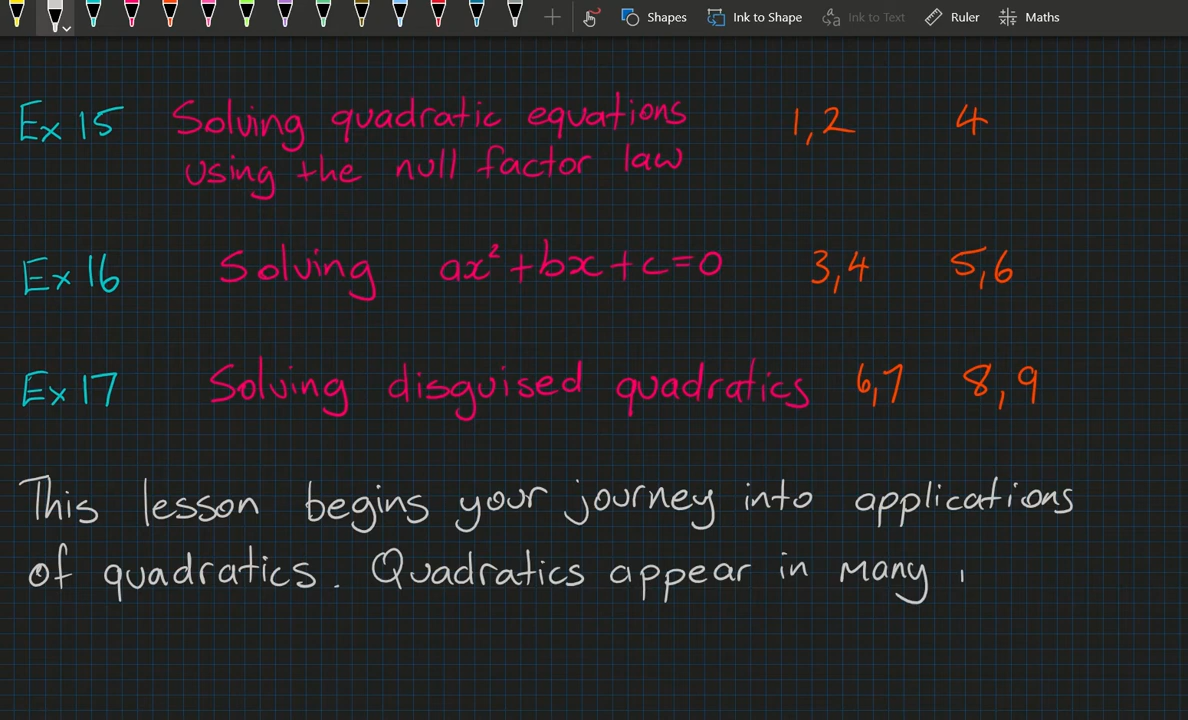 Shapes Ink to Shape Ink to Text Ruler Maths
Ex 15 Solving quadratic equations 1,2 4
using the null factor law
Ex 16 Solving ax²+bx+c=0 3,4 5,6
Ex 17 Solving disguised quadratics 6,7 8,9
This lesson begins your journey into applications
of quadratics. Quadratics appear in many